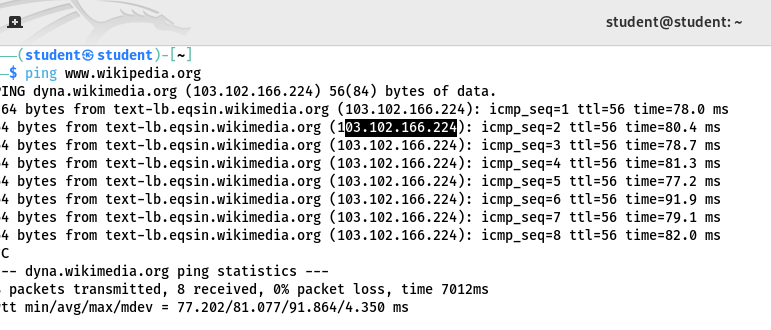 student@student: ~
(student㉿student)-[~]
$ ping www.wikipedia.org
PING dyna.wikimedia.org (103.102.166.224) 56(84) bytes of data.
64 bytes from text-lb.eqsin.wikimedia.org (103.102.166.224): icmp_seq=1 ttl=56 time=78.0 ms
64 bytes from text-lb.eqsin.wikimedia.org (103.102.166.224): icmp_seq=2 ttl=56 time=80.4 ms
64 bytes from text-lb.eqsin.wikimedia.org (103.102.166.224): icmp_seq=3 ttl=56 time=78.7 ms
64 bytes from text-lb.eqsin.wikimedia.org (103.102.166.224): icmp_seq=4 ttl=56 time=81.3 ms
64 bytes from text-lb.eqsin.wikimedia.org (103.102.166.224): icmp_seq=5 ttl=56 time=77.2 ms
64 bytes from text-lb.eqsin.wikimedia.org (103.102.166.224): icmp_seq=6 ttl=56 time=91.9 ms
64 bytes from text-lb.eqsin.wikimedia.org (103.102.166.224): icmp_seq=7 ttl=56 time=79.1 ms
64 bytes from text-lb.eqsin.wikimedia.org (103.102.166.224): icmp_seq=8 ttl=56 time=82.0 ms
C
-- dyna.wikimedia.org ping statistics ---
packets transmitted, 8 received, 0% packet loss, time 7012ms
rtt min/avg/max/mdev = 77.202/81.077/91.864/4.350 ms